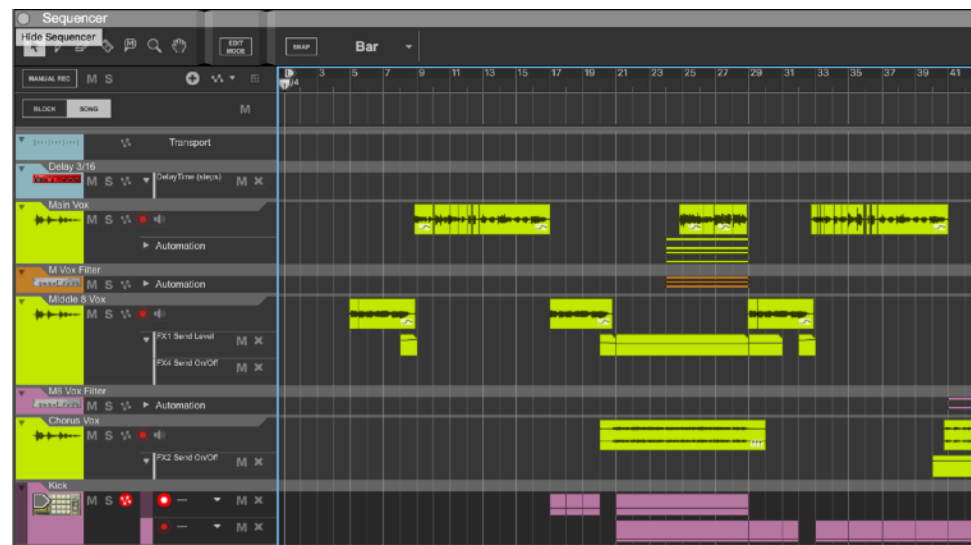 Sequencer
Hide Sequencer
EDIT MODE
SNAP
Bar
MANUAL REC M S
3 5 7 9 11 13 15 17 19 21 23 25 27 29 31 33 35 37 39 41
BLOCK SONG M
Transport
Delay 3/16
M S DelayTime (steps) M
Main Vox
M S
Automation
M Vox Filter
M S Automation
Middle 8 Vox
M S
FX1 Send Level M
FX4 Send On/Off M
M8 Vox Filter
M S Automation
Chorus Vox
M S
FX2 Send On/Off M
Kick
M S M
M